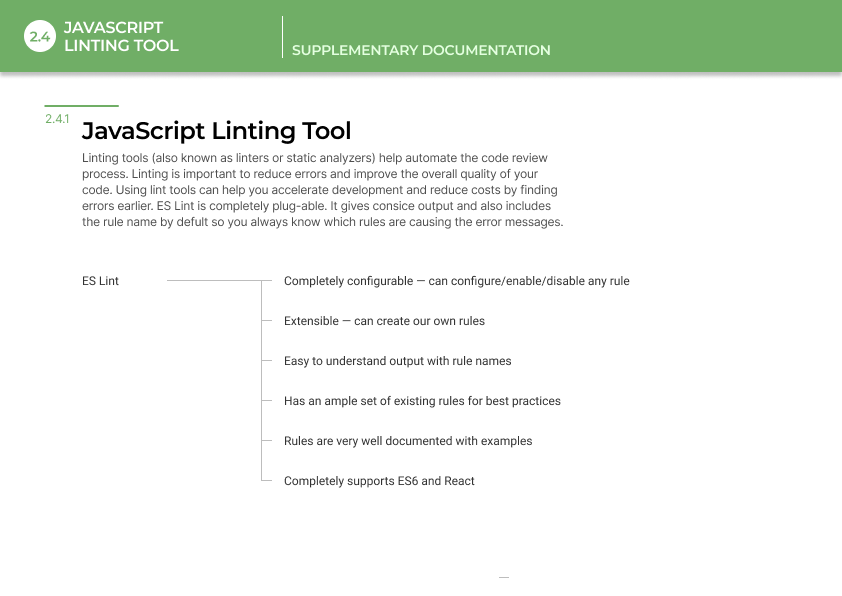 2.4
JAVASCRIPT
LINTING TOOL
SUPPLEMENTARY DOCUMENTATION
2.4.1
JavaScript Linting Tool
Linting tools (also known as linters or static analyzers) help automate the code review
process. Linting is important to reduce errors and improve the overall quality of your
code. Using lint tools can help you accelerate development and reduce costs by finding
errors earlier. ES Lint is completely plug-able. It gives consice output and also includes
the rule name by defult so you always know which rules are causing the error messages.
ES Lint
Completely configurable — can configure/enable/disable any rule
Extensible — can create our own rules
Easy to understand output with rule names
Has an ample set of existing rules for best practices
Rules are very well documented with examples
Completely supports ES6 and React